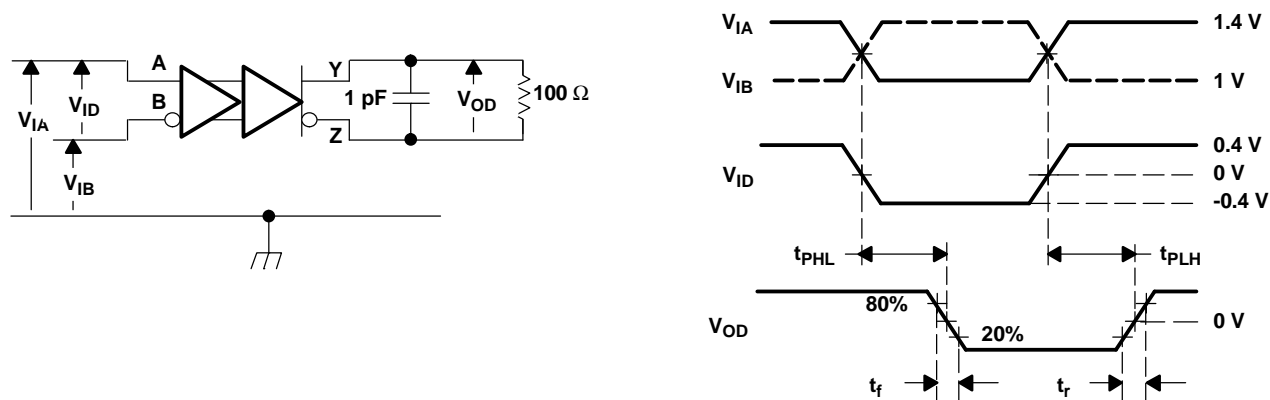 A
B
Y
Z
VIA
VID
VIB
1 pF
VOD
100 Ω
VIA
1.4 V
VIB
1 V
VID
0.4 V
0 V
-0.4 V
tPHL
tPLH
80%
VOD
20%
0 V
tf
tr